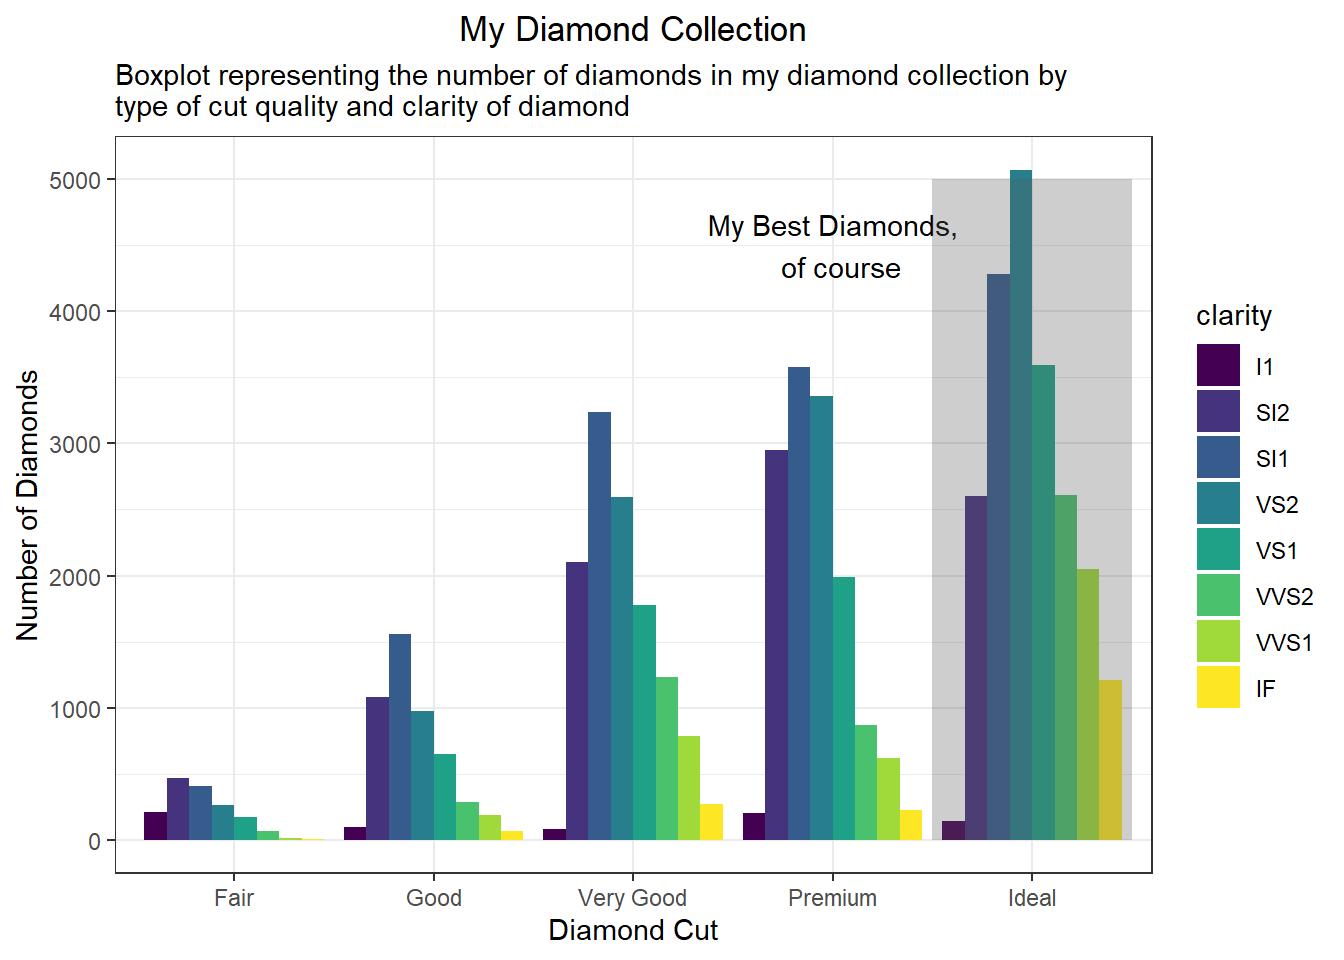 My Diamond Collection
Boxplot representing the number of diamonds in my diamond collection by
type of cut quality and clarity of diamond
Number of Diamonds
5000
4000
3000
2000
1000
0
My Best Diamonds,
of course
Fair
Good
Very Good
Premium
Ideal
Diamond Cut
clarity
I1
SI2
SI1
VS2
VS1
VVS2
VVS1
IF